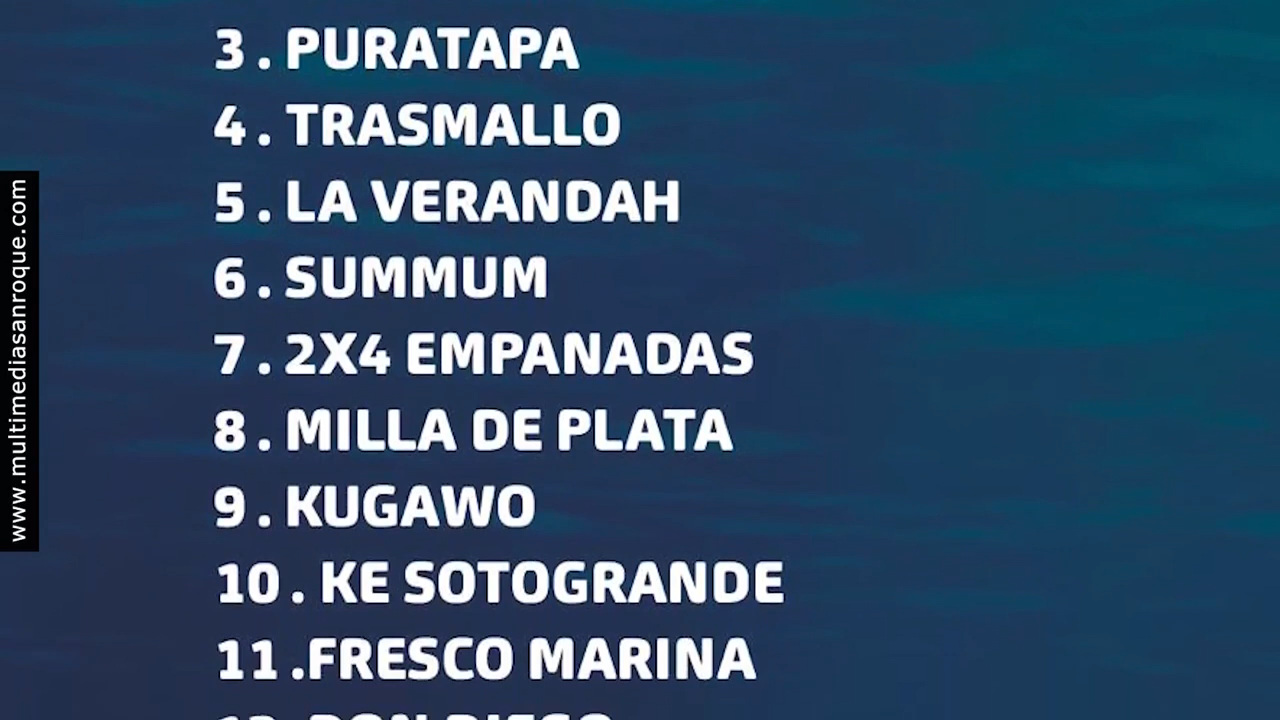 3 . PURATAPA
4 . TRASMALLO
5 . LA VERANDAH
6 . SUMMUM
7 . 2X4 EMPANADAS
8 . MILLA DE PLATA
9 . KUGAWO
10 . KE SOTOGRANDE
11 .FRESCO MARINA
www.multimediasanroque.com